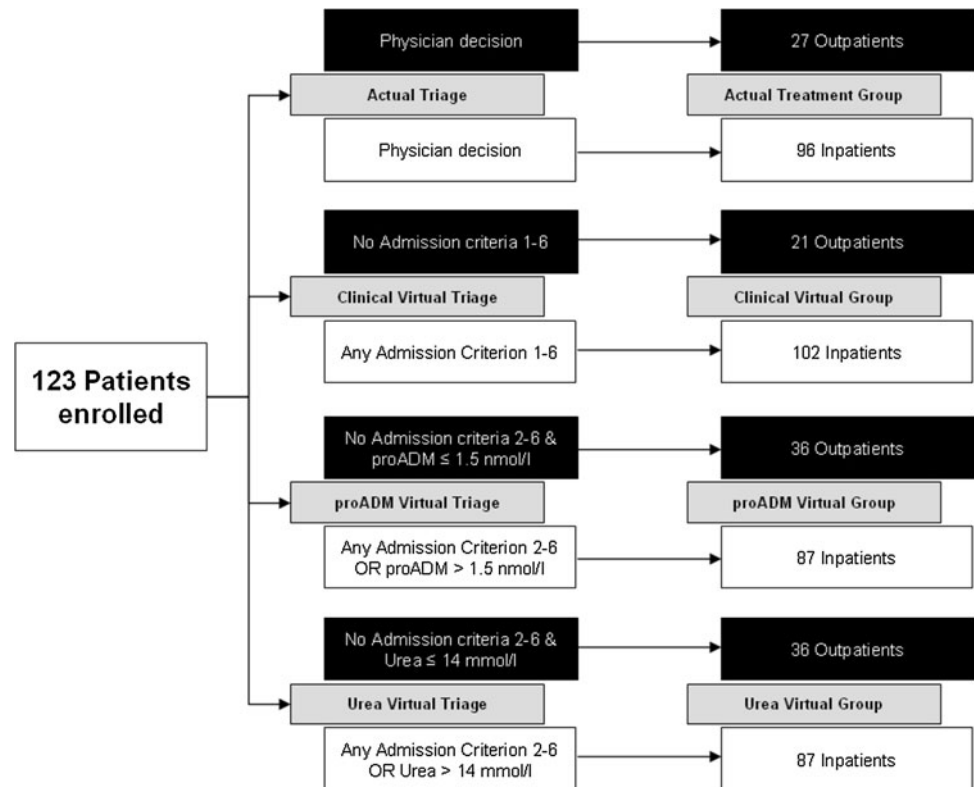 Physician decision
27 Outpatients
Actual Triage
Actual Treatment Group
Physician decision
96 Inpatients
No Admission criteria 1-6
21 Outpatients
Clinical Virtual Triage
Clinical Virtual Group
Any Admission Criterion 1-6
102 Inpatients
123 Patients
enrolled
No Admission criteria 2-6 &
proADM ≤ 1.5 nmol/l
36 Outpatients
proADM Virtual Triage
proADM Virtual Group
Any Admission Criterion 2-6
OR proADM > 1.5 nmol/l
87 Inpatients
No Admission criteria 2-6 &
Urea ≤ 14 mmol/l
36 Outpatients
Urea Virtual Triage
Urea Virtual Group
Any Admission Criterion 2-6
OR Urea > 14 mmol/l
87 Inpatients